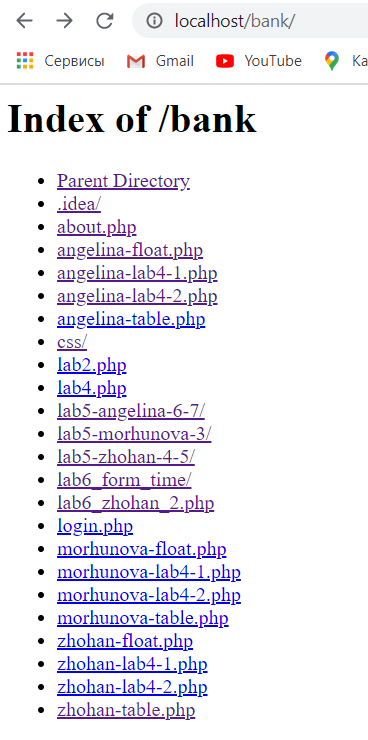 localhost/bank/
Сервисы Gmail YouTube Ка
Index of /bank
Parent Directory
.idea/
about.php
angelina-float.php
angelina-lab4-1.php
angelina-lab4-2.php
angelina-table.php
css/
lab2.php
lab4.php
lab5-angelina-6-7/
lab5-morhunova-3/
lab5-zhohan-4-5/
lab6_form_time/
lab6_zhohan_2.php
login.php
morhunova-float.php
morhunova-lab4-1.php
morhunova-lab4-2.php
morhunova-table.php
zhohan-float.php
zhohan-lab4-1.php
zhohan-lab4-2.php
zhohan-table.php